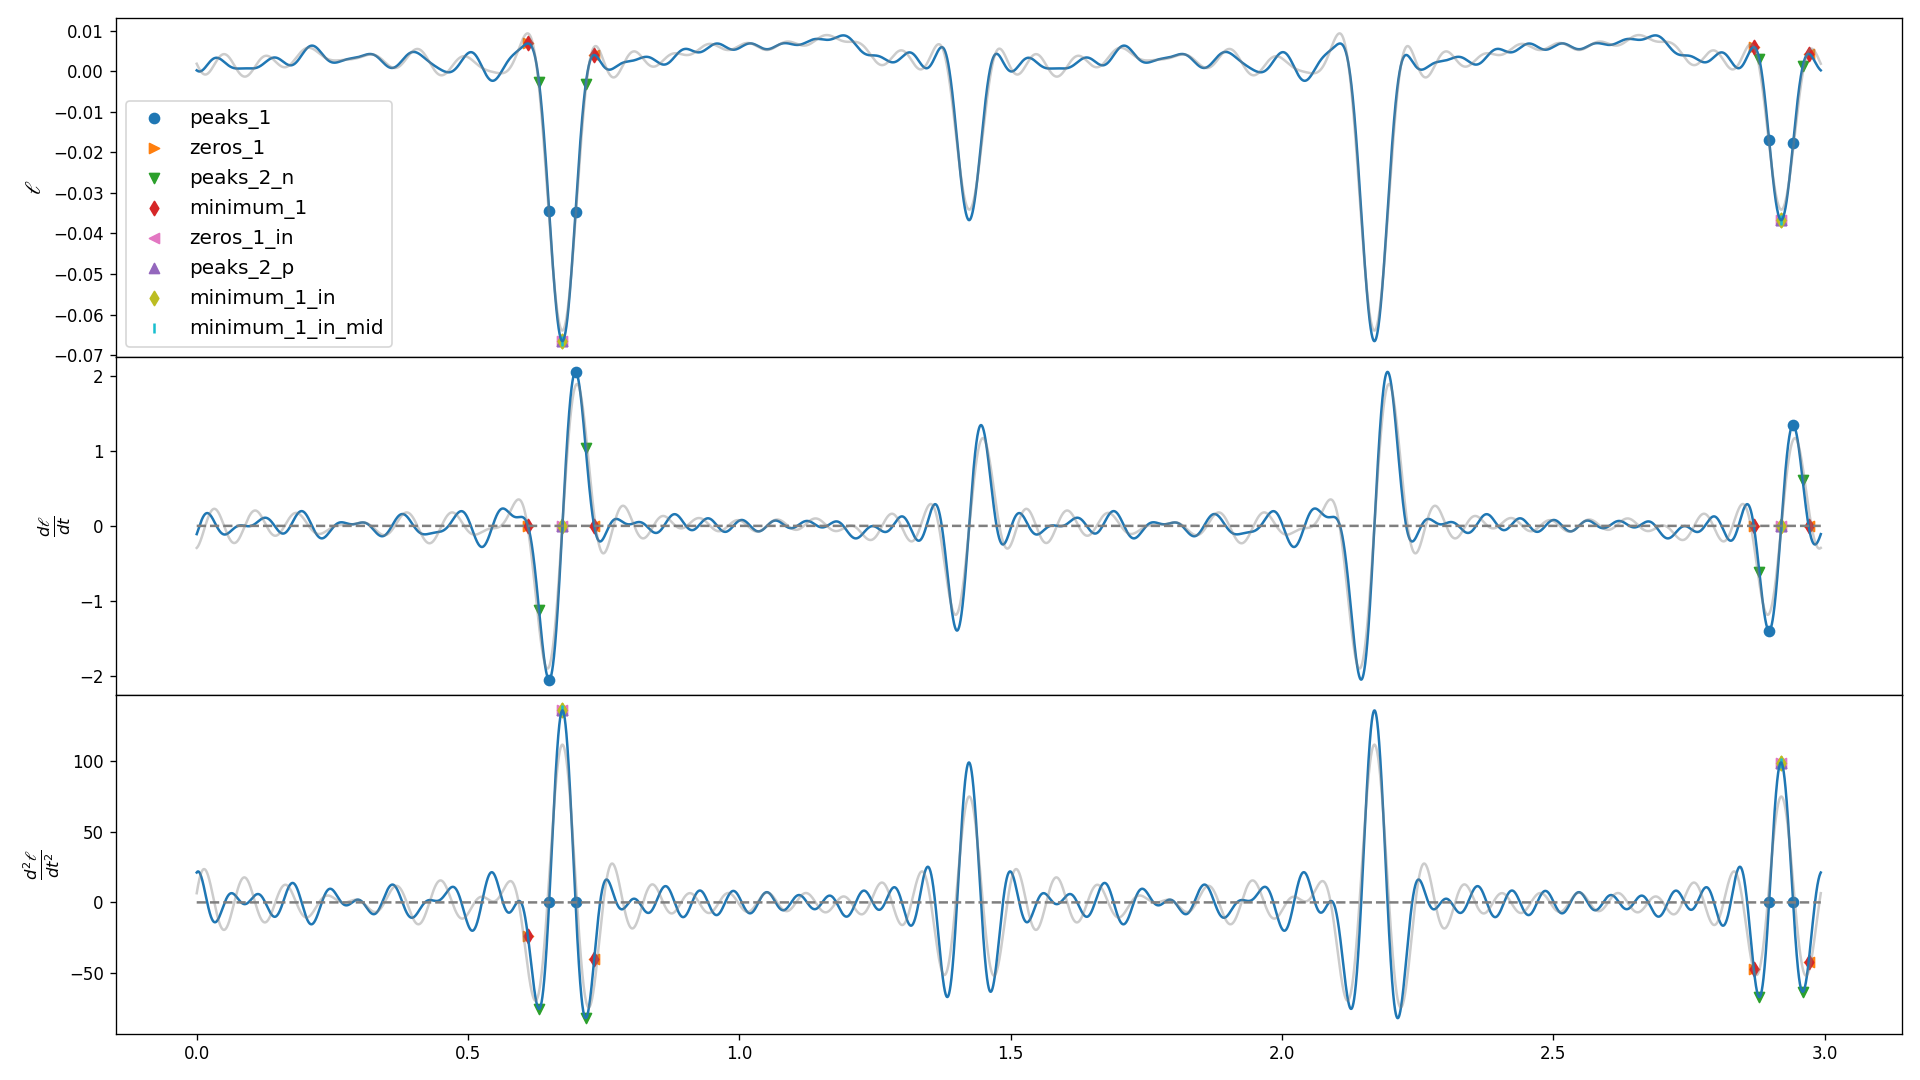 0.01
0.00
−0.01
−0.02
−0.03
−0.04
−0.05
−0.06
−0.07
ℓ
peaks_1
zeros_1
peaks_2_n
minimum_1
zeros_1_in
peaks_2_p
minimum_1_in
minimum_1_in_mid
2
1
0
−1
−2
dℓ
dt
100
50
0
−50
d²ℓ
dt²
0.0 0.5 1.0 1.5 2.0 2.5 3.0